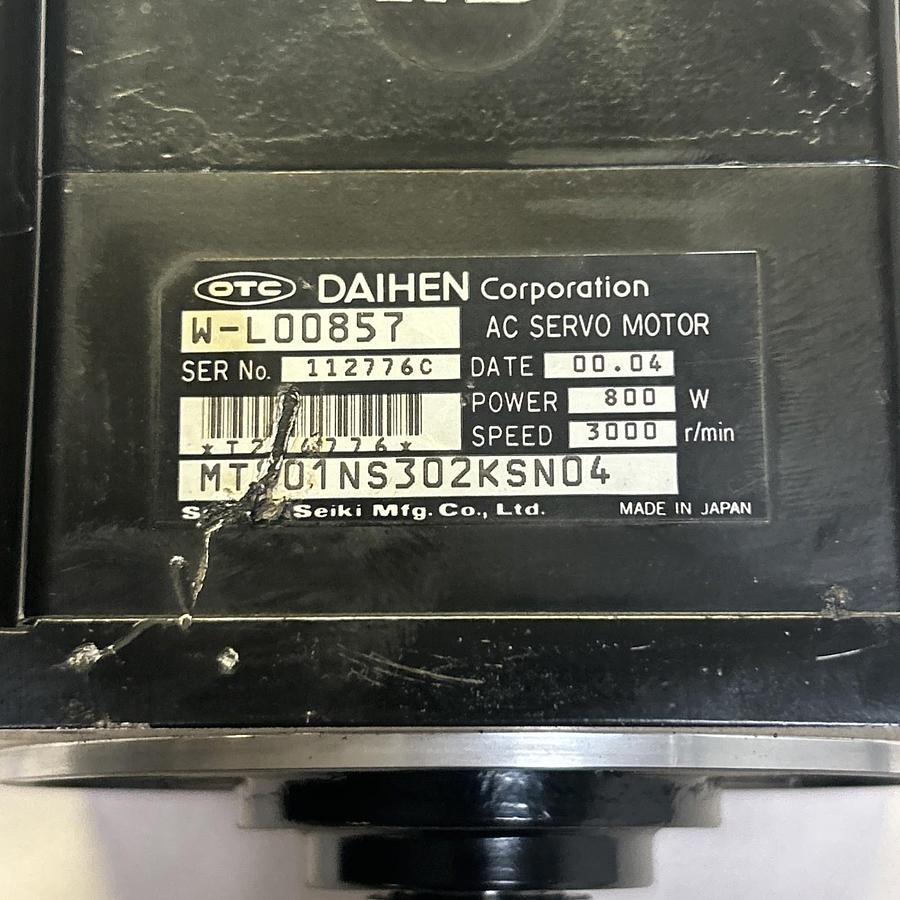 OTC DAIHEN Corporation
W-L00857 AC SERVO MOTOR
SER No. 112776C DATE 00.04
POWER 800 W
SPEED 3000 r/min
Seiki Mfg. Co., Ltd. MADE IN JAPAN